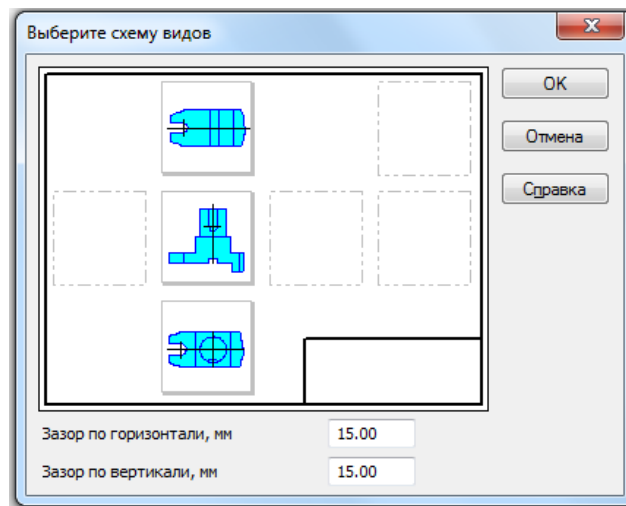 Выберите схему видов
OK
Отмена
Справка
Зазор по горизонтали, мм 15.00
Зазор по вертикали, мм 15.00